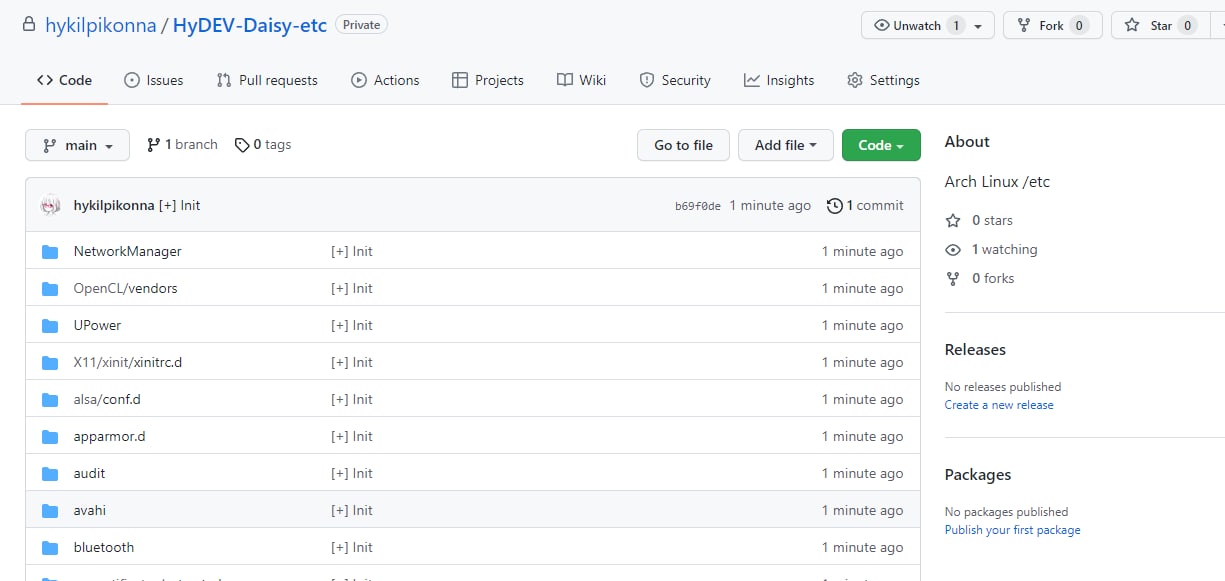 hykilpikonna / HyDEV-Daisy-etc Private
Unwatch 1 Fork 0 Star 0
<> Code Issues Pull requests Actions Projects Wiki Security Insights Settings
main 1 branch 0 tags Go to file Add file Code
hykilpikonna [+] Init b69f0de 1 minute ago 1 commit
NetworkManager [+] Init 1 minute ago
OpenCL/vendors [+] Init 1 minute ago
UPower [+] Init 1 minute ago
X11/xinit/xinitrc.d [+] Init 1 minute ago
alsa/conf.d [+] Init 1 minute ago
apparmor.d [+] Init 1 minute ago
audit [+] Init 1 minute ago
avahi [+] Init 1 minute ago
bluetooth [+] Init 1 minute ago
About
Arch Linux /etc
0 stars
1 watching
0 forks
Releases
No releases published
Create a new release
Packages
No packages published
Publish your first package